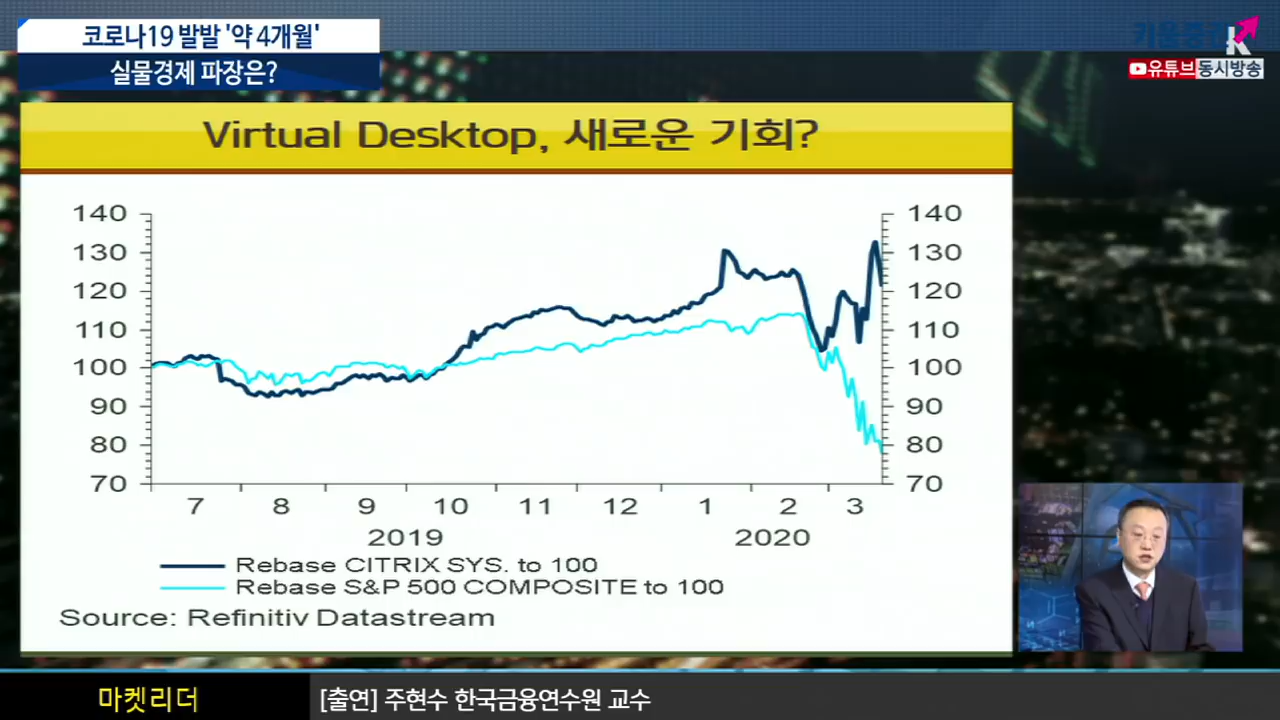 코로나19 발발 '약 4개월'
실물경제 파장은?
키움증권
K
유튜브 동시방송
Virtual Desktop, 새로운 기회?
140 140
130 130
120 120
110 110
100 100
90 90
80 80
70 70
7 8 9 10 11 12 1 2 3
2019 2020
Rebase CITRIX SYS. to 100
Rebase S&P 500 COMPOSITE to 100
Source: Refinitiv Datastream
마켓리더
[출연] 주현수 한국금융연수원 교수